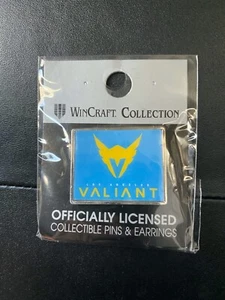 WINCRAFT COLLECTION
LOS ANGELES
VALIANT
OFFICIALLY LICENSED
COLLECTIBLE PINS & EARRINGS